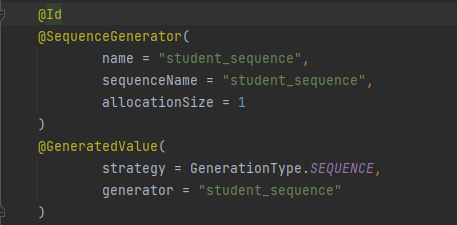 @Id
@SequenceGenerator(
name = "student_sequence",
sequenceName = "student_sequence",
allocationSize = 1
)
@GeneratedValue(
strategy = GenerationType.SEQUENCE,
generator = "student_sequence"
)